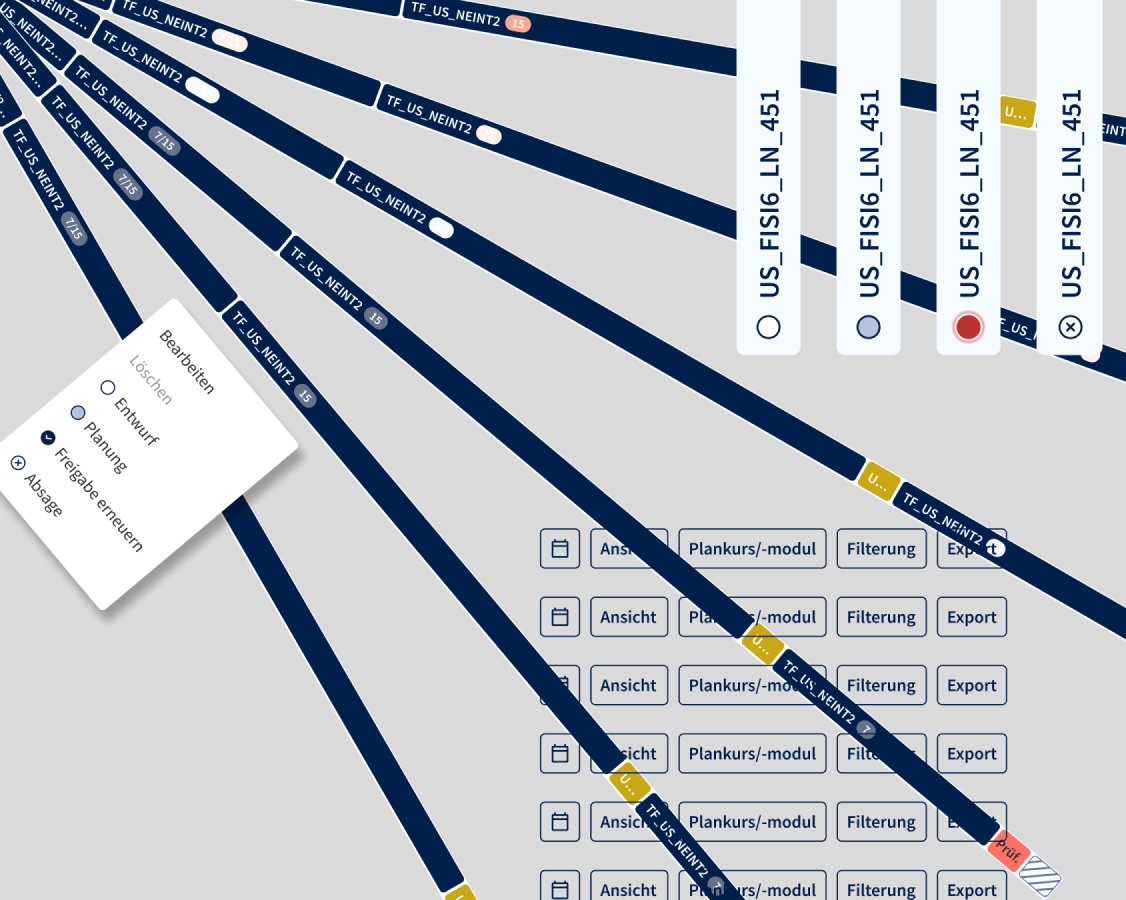 TF_US_NEINT2 15
TF_US_NEINT2
TF_US_NEINT2
U...
TF_US_NEINT2
TF_US_NEINT2
TF_US_NEINT2
U...
TF_US_NEINT2
TF_US_NEINT2 7/15
TF_US_NEINT2 15
U...
TF_US_NEINT2 7
Prüf.
TF_US_NEINT2 7/15
TF_US_NEINT2 15
U...
TF_US_NEINT2 7
TF_US_NEINT2 7/15
US_FISI6_LN_451
US_FISI6_LN_451
US_FISI6_LN_451
US_FISI6_LN_451
Bearbeiten
Löschen
Entwurf
Planung
Freigabe erneuern
Absage
Ansicht Plankurs/-modul Filterung Export
Ansicht Plankurs/-modul Filterung Export
Ansicht Plankurs/-modul Filterung Export
Ansicht Plankurs/-modul Filterung Export
Ansicht Plankurs/-modul Filterung Export
Ansicht Plankurs/-modul Filterung Export